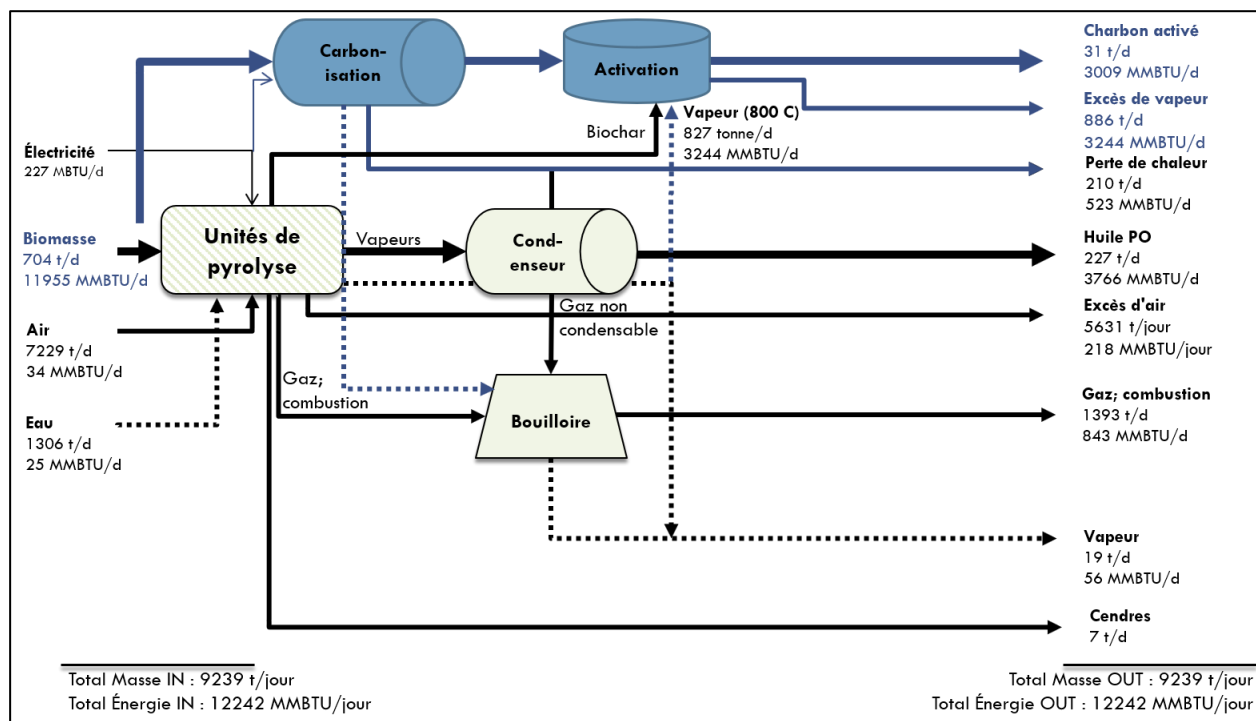 Carbon-
isation
Activation
Charbon activé
31 t/d
3009 MMBTU/d
Excès de vapeur
886 t/d
3244 MMBTU/d
Vapeur (800 C)
827 tonne/d
3244 MMBTU/d
Biochar
Électricité
227 MBTU/d
Perte de chaleur
210 t/d
523 MMBTU/d
Biomasse
704 t/d
11955 MMBTU/d
Unités de
pyrolyse
Vapeurs
Cond-
enseur
Huile PO
227 t/d
3766 MMBTU/d
Gaz non
condensable
Excès d'air
5631 t/jour
218 MMBTU/jour
Air
7229 t/d
34 MMBTU/d
Gaz;
combustion
Bouilloire
Gaz; combustion
1393 t/d
843 MMBTU/d
Eau
1306 t/d
25 MMBTU/d
Vapeur
19 t/d
56 MMBTU/d
Cendres
7 t/d
Total Masse IN : 9239 t/jour
Total Énergie IN : 12242 MMBTU/jour
Total Masse OUT : 9239 t/jour
Total Énergie OUT : 12242 MMBTU/jour